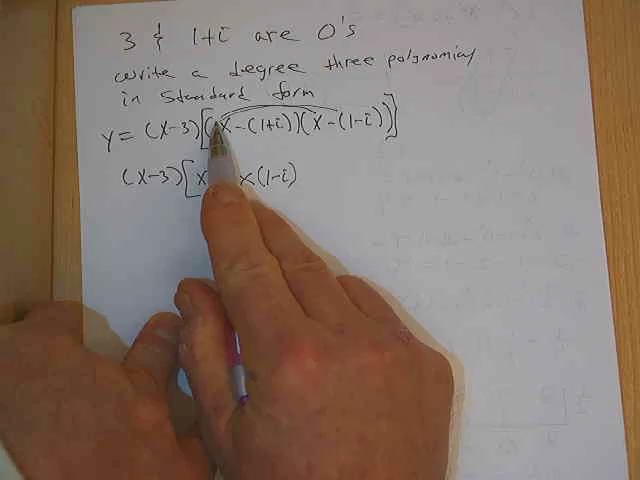 3 & 1+i are 0's
write a degree three polynomial
in Standard form
y = (x-3)[(x-(1+i))(x-(1-i))]
(x-3)[x x(1-i)